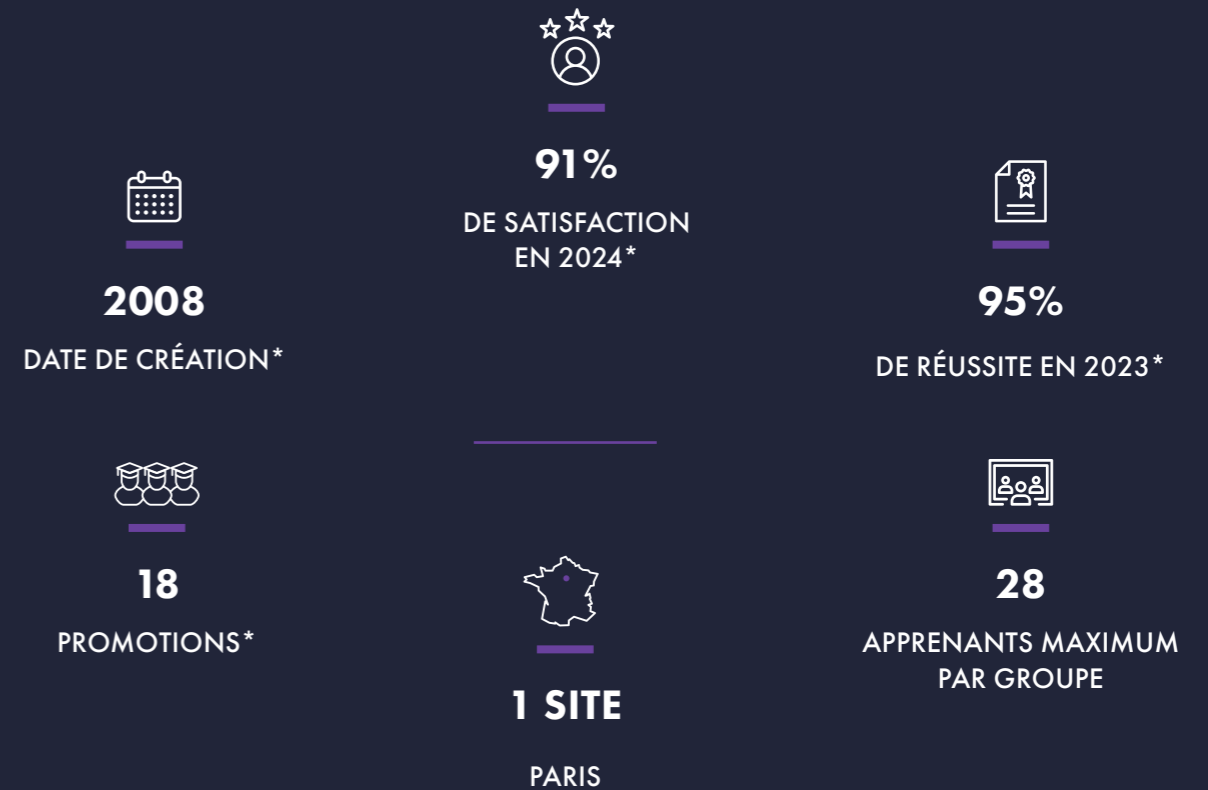 91%
DE SATISFACTION
EN 2024*
2008
DATE DE CRÉATION*
95%
DE RÉUSSITE EN 2023*
18
PROMOTIONS*
1 SITE
PARIS
28
APPRENANTS MAXIMUM
PAR GROUPE